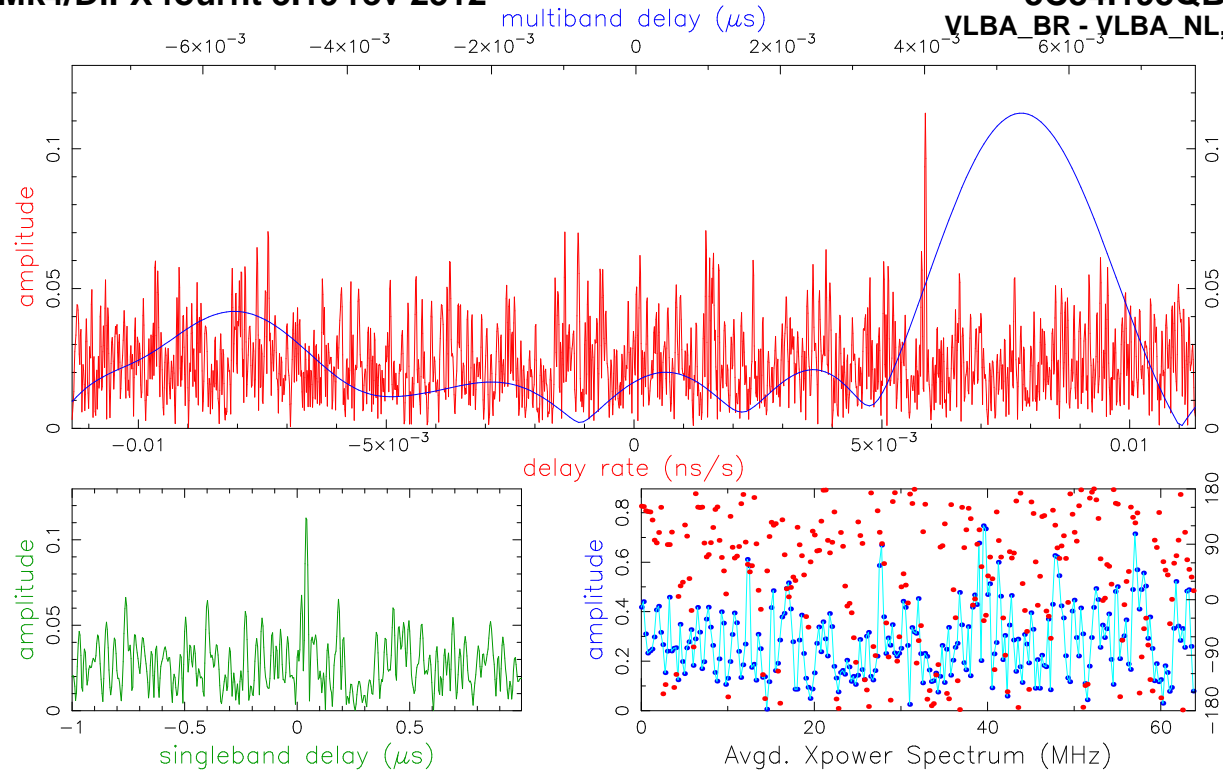 multiband delay (μs)
VLBA_BR - VLBA_NL,
−6×10⁻³ −4×10⁻³ −2×10⁻³ 0 2×10⁻³ 4×10⁻³ 6×10⁻³
amplitude
0 0.05 0.1
0 0.05 0.1
−0.01 −5×10⁻³ 0 5×10⁻³ 0.01
delay rate (ns/s)
amplitude
0 0.05 0.1
−1 −0.5 0 0.5
singleband delay (μs)
amplitude
0 0.2 0.4 0.6 0.8
−180 −90 0 90 180
0 20 40 60
Avgd. Xpower Spectrum (MHz)